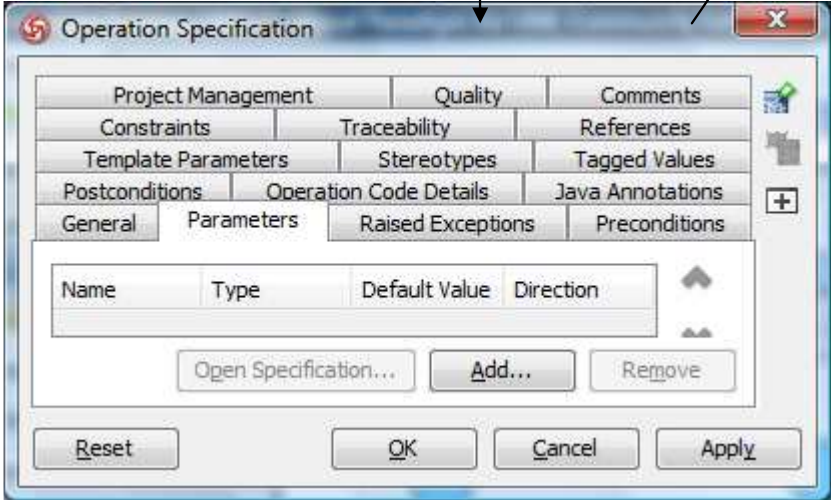 Operation Specification
Project Management Quality Comments
Constraints Traceability References
Template Parameters Stereotypes Tagged Values
Postconditions Operation Code Details Java Annotations
General Parameters Raised Exceptions Preconditions
Name Type Default Value Direction
Open Specification... Add... Remove
Reset OK Cancel Apply